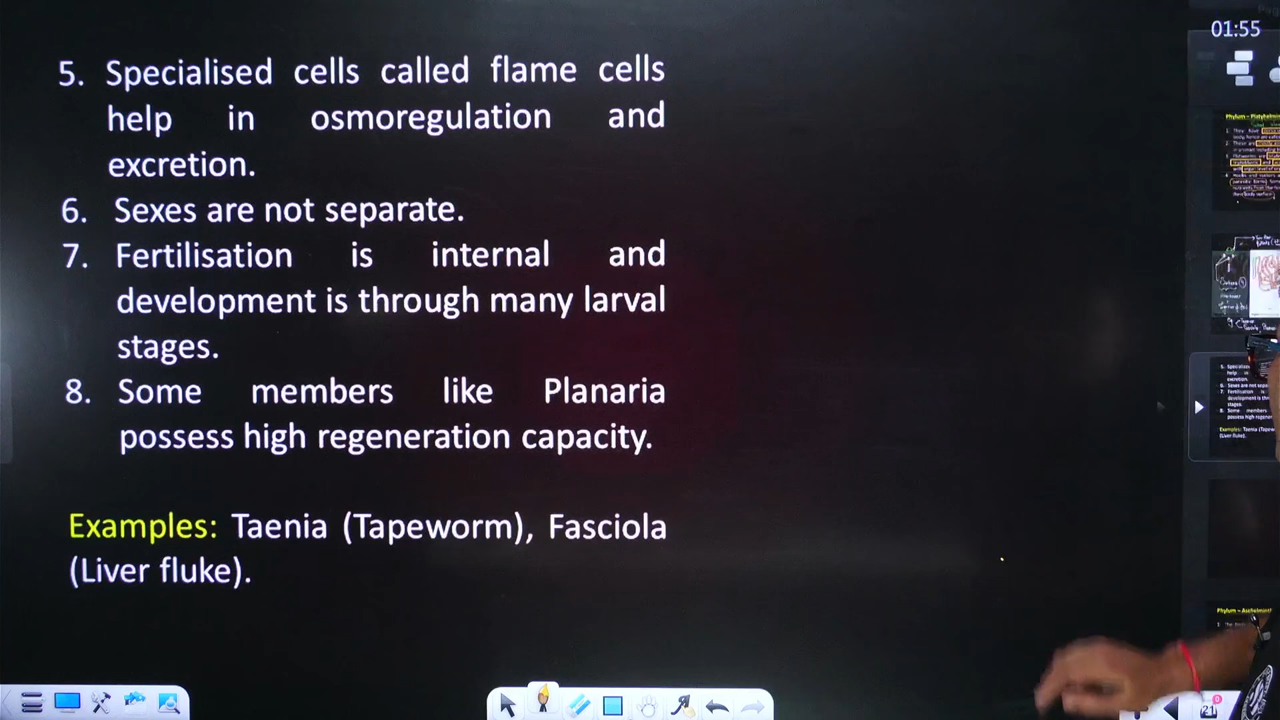 01:55
5. Specialised cells called flame cells
help in osmoregulation and
excretion.
6. Sexes are not separate.
7. Fertilisation is internal and
development is through many larval
stages.
8. Some members like Planaria
possess high regeneration capacity.
Examples: Taenia (Tapeworm), Fasciola
(Liver fluke).
21